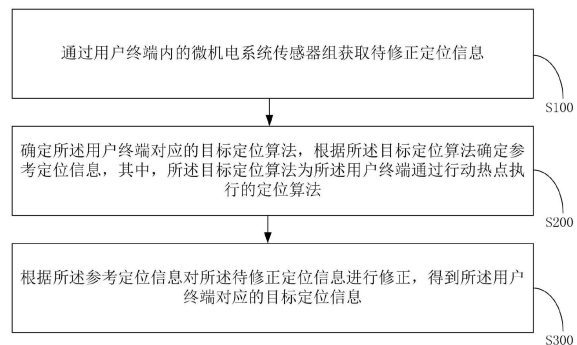 通过用户终端内的微机电系统传感器组获取待修正定位信息
S100
确定所述用户终端对应的目标定位算法，根据所述目标定位算法确定参
考定位信息，其中，所述目标定位算法为所述用户终端通过行动热点执
行的定位算法
S200
根据所述参考定位信息对所述待修正定位信息进行修正，得到所述用户
终端对应的目标定位信息
S300